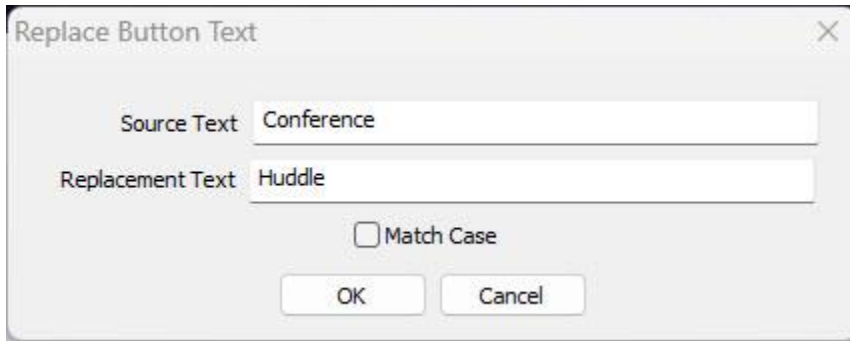 Replace Button Text
Source Text Conference
Replacement Text Huddle
Match Case
OK Cancel